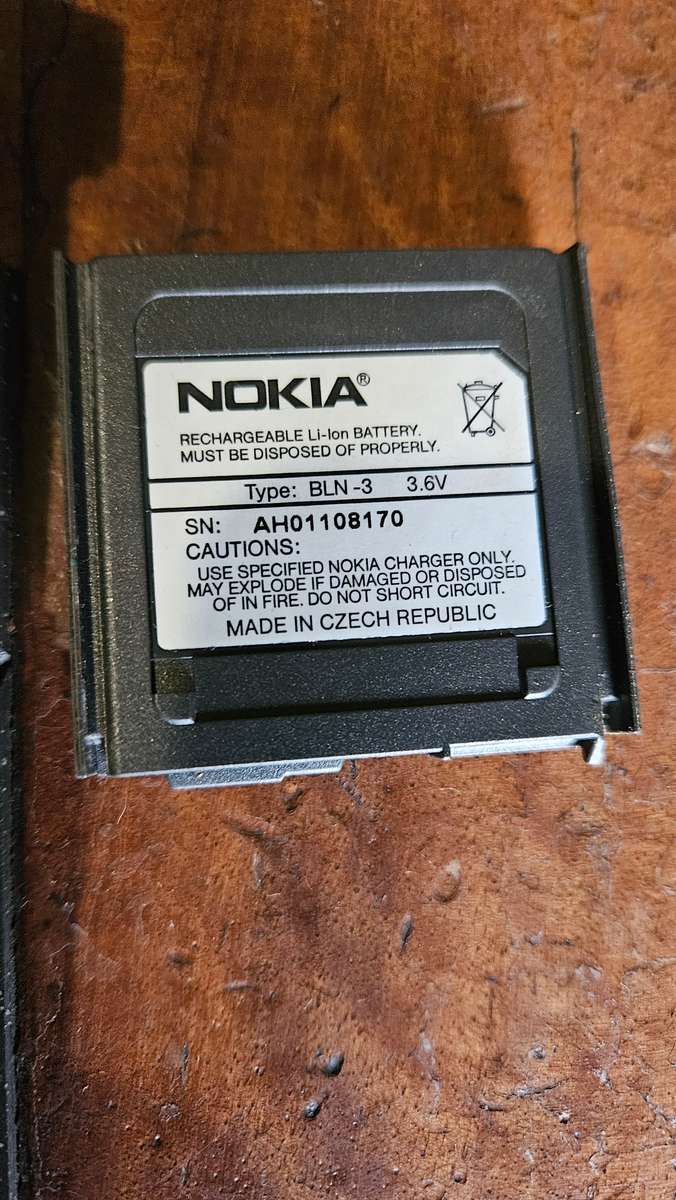 NOKIA®
RECHARGEABLE Li-Ion BATTERY.
MUST BE DISPOSED OF PROPERLY.
Type: BLN-3 3.6V
SN: AH01108170
CAUTIONS:
USE SPECIFIED NOKIA CHARGER ONLY.
MAY EXPLODE IF DAMAGED OR DISPOSED
OF IN FIRE. DO NOT SHORT CIRCUIT.
MADE IN CZECH REPUBLIC